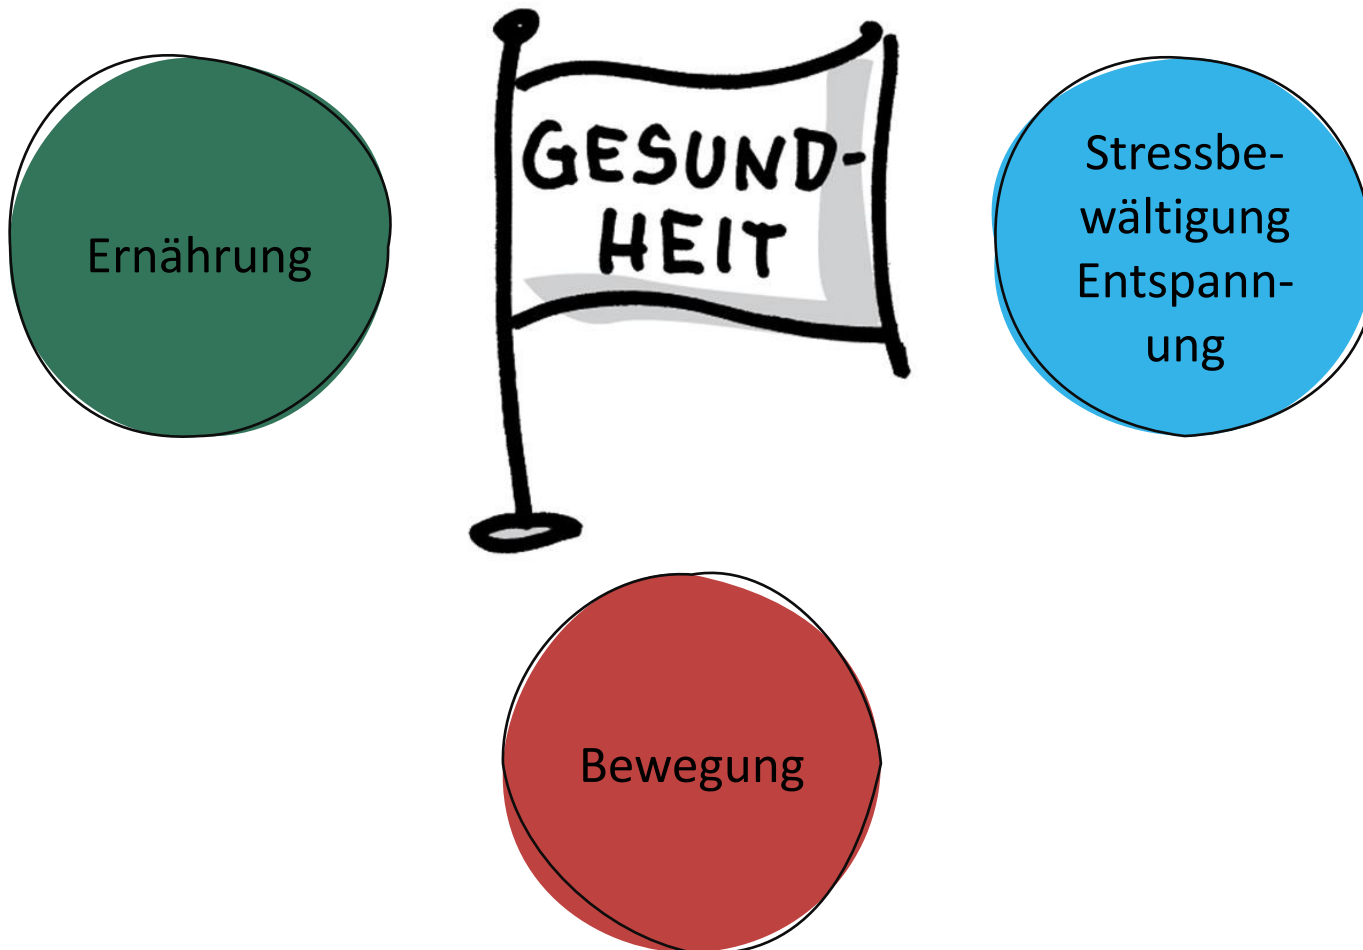 Ernährung
GESUND-
HEIT
Stressbe-
wältigung
Entspann-
ung
Bewegung